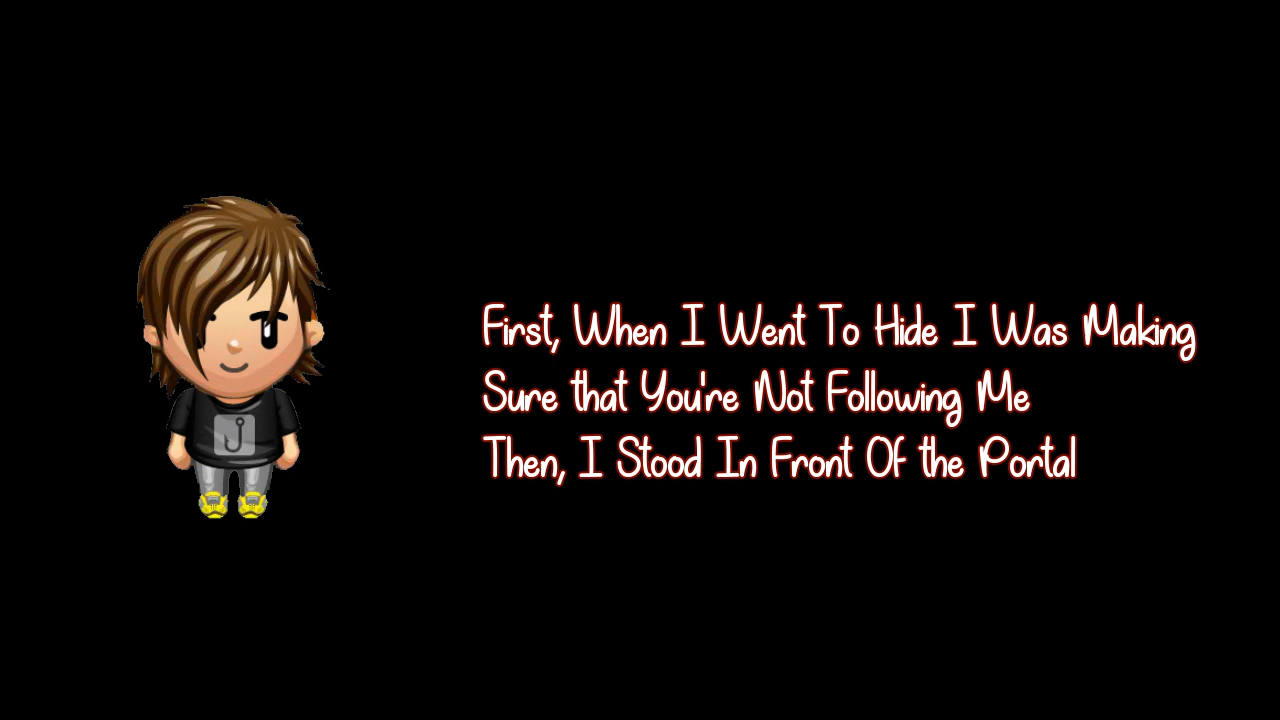 First, When I Went To Hide I Was Making
Sure that You're Not Following Me
Then, I Stood In Front Of the Portal